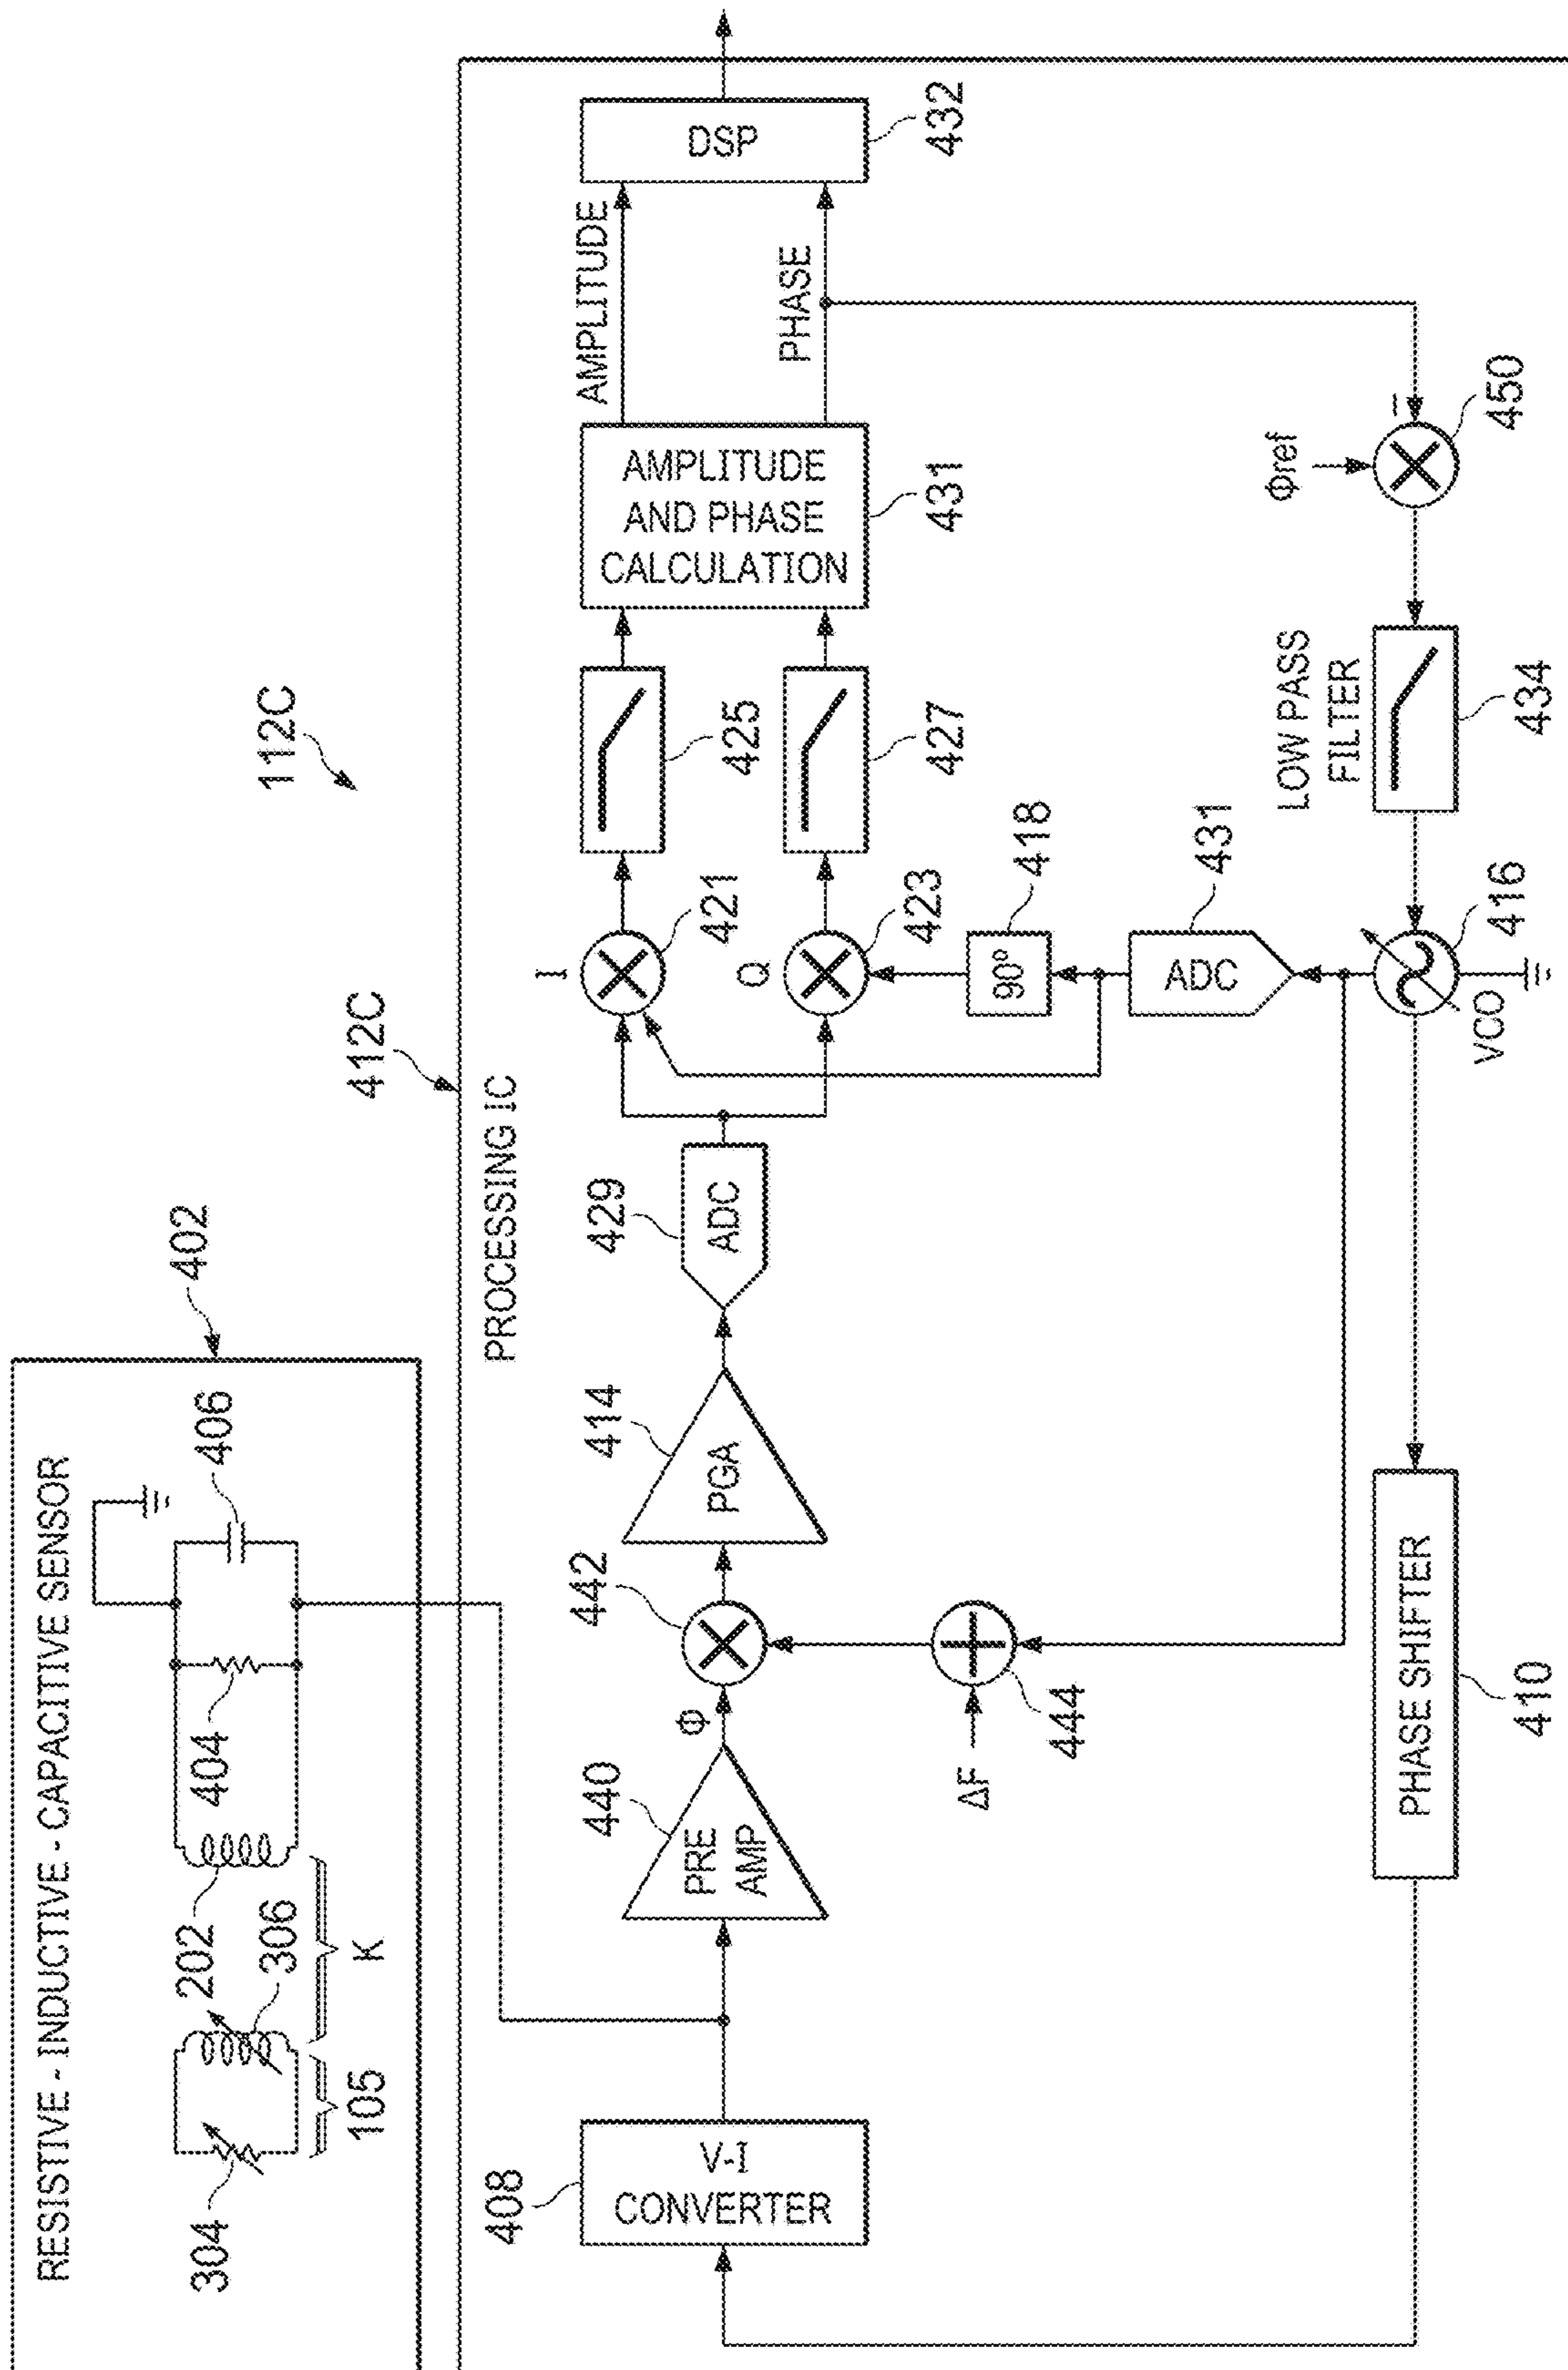 RESISTIVE - INDUCTIVE - CAPACITIVE SENSOR
402
304
105
306
202
K
404
406
112C
412C
PROCESSING IC
408
V-I
CONVERTER
440
PRE
AMP
Φ
442
414
PGA
429
ADC
I
421
Q
423
425
427
AMPLITUDE
AND PHASE
CALCULATION
431
AMPLITUDE
PHASE
DSP
432
ΔF
444
90°
418
ADC
431
PHASE SHIFTER
410
VCO
416
LOW PASS
FILTER
434
Φref
–
450